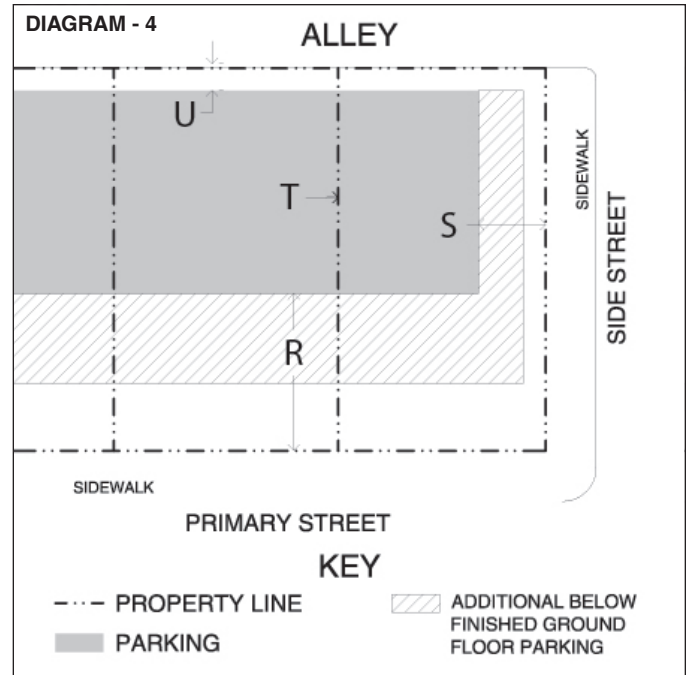 DIAGRAM - 4
ALLEY
U
T
S
R
SIDEWALK
SIDE STREET
SIDEWALK
PRIMARY STREET
KEY
PROPERTY LINE
PARKING
ADDITIONAL BELOW
FINISHED GROUND
FLOOR PARKING